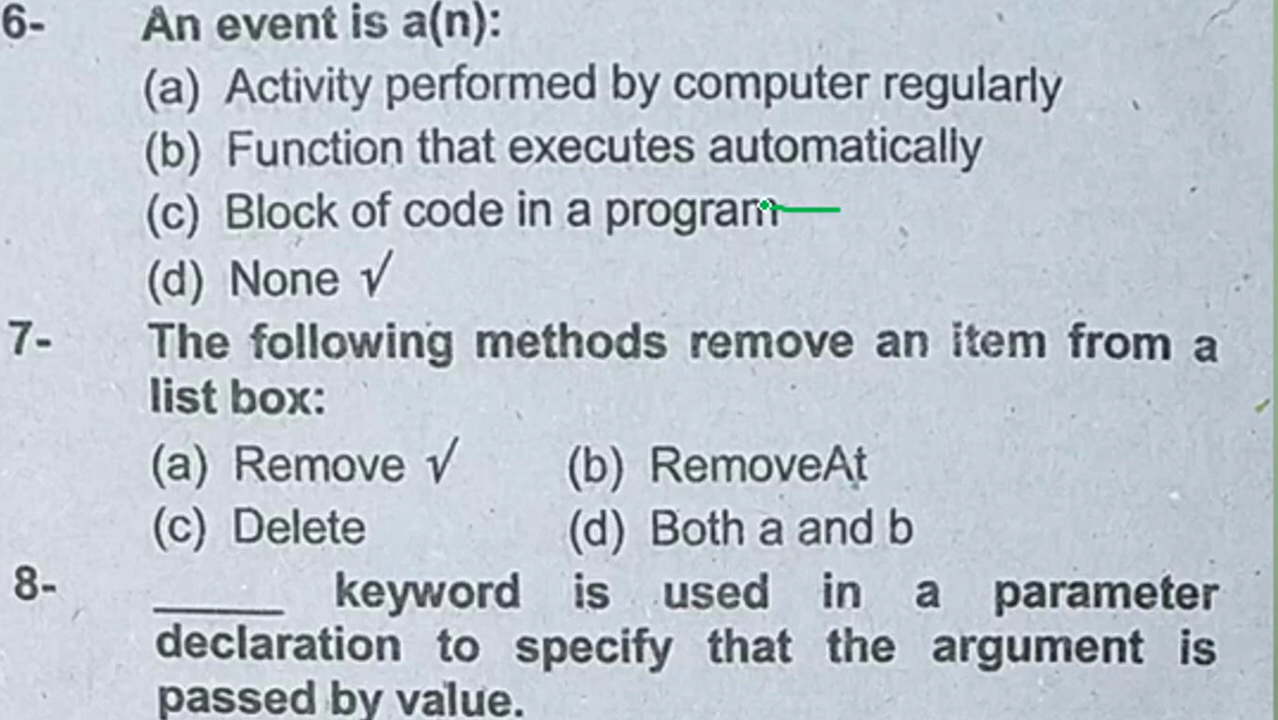 6- An event is a(n):
(a) Activity performed by computer regularly
(b) Function that executes automatically
(c) Block of code in a program
(d) None √
7- The following methods remove an item from a
list box:
(a) Remove √ (b) RemoveAt
(c) Delete (d) Both a and b
8- ______ keyword is used in a parameter
declaration to specify that the argument is
passed by value.